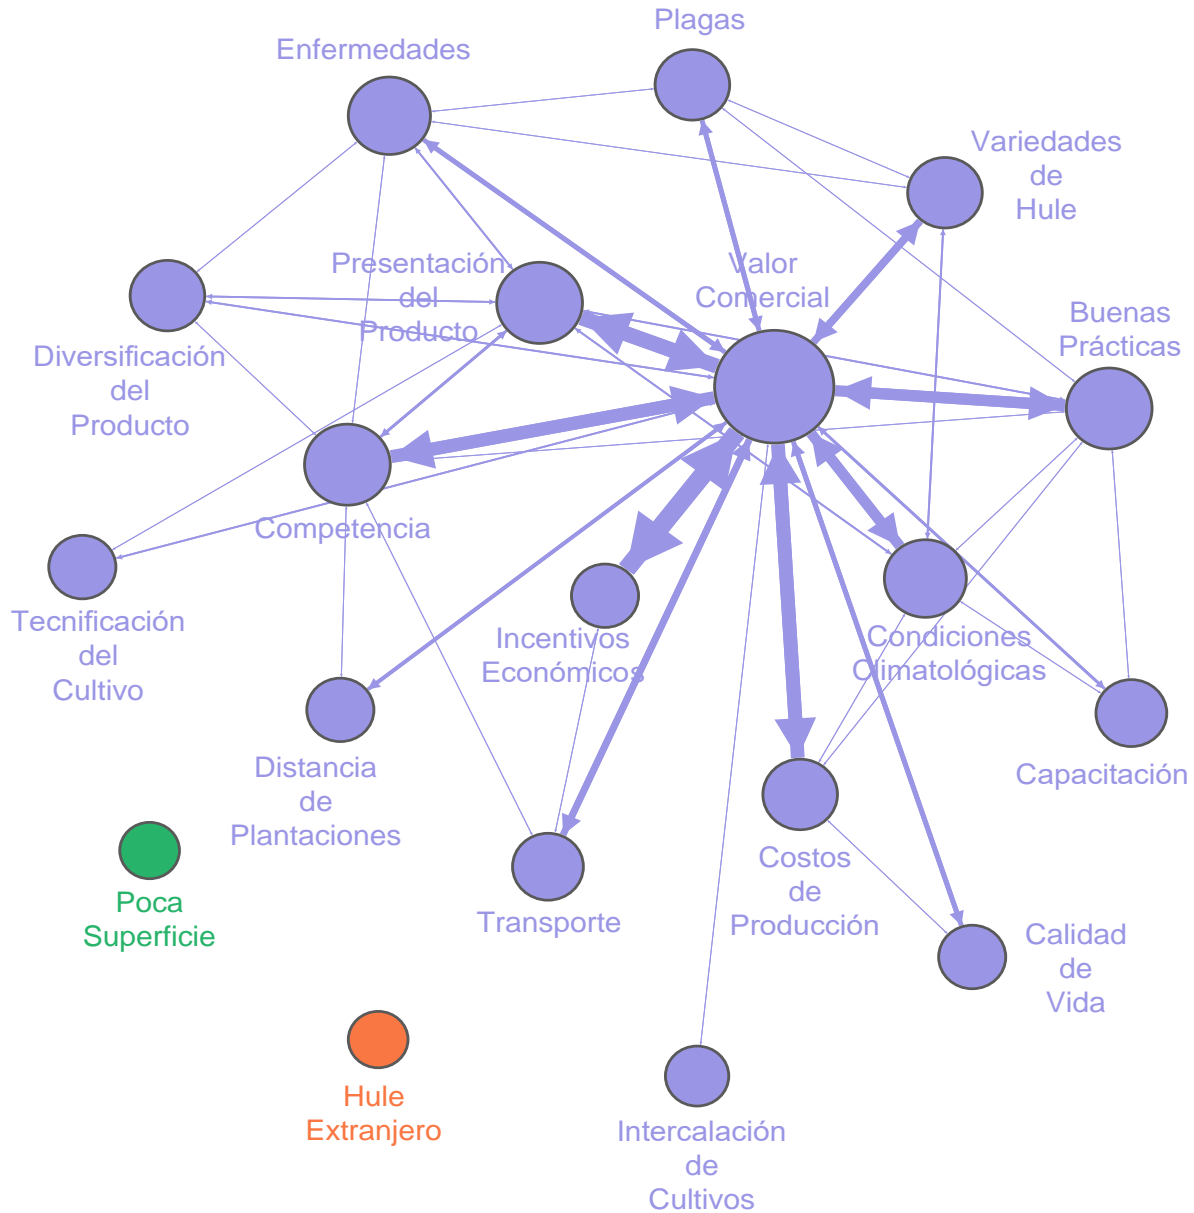 Plagas
Enfermedades
Variedades
de
Hule
Presentación
del
Producto
Valor
Comercial
Buenas
Prácticas
Diversificación
del
Producto
Competencia
Tecnificación
del
Cultivo
Incentivos
Económicos
Condiciones
Climatológicas
Distancia
de
Plantaciones
Capacitación
Costos
de
Producción
Poca
Superficie
Transporte
Calidad
de
Vida
Hule
Extranjero
Intercalación
de
Cultivos